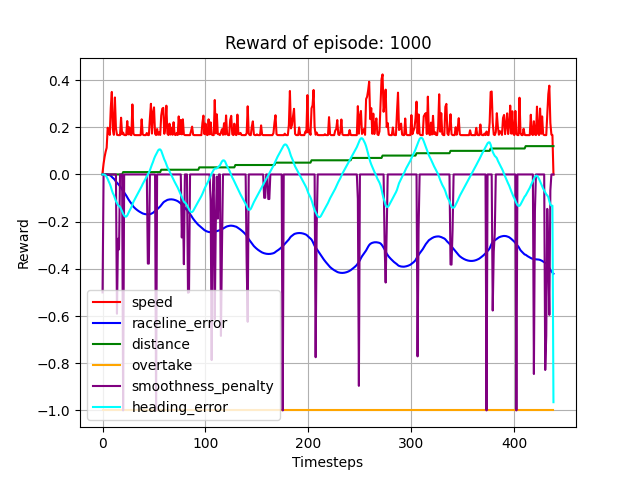 Reward of episode: 1000
Reward
0.4
0.2
0.0
−0.2
−0.4
−0.6
−0.8
−1.0
speed
raceline_error
distance
overtake
smoothness_penalty
heading_error
0 100 200 300 400
Timesteps